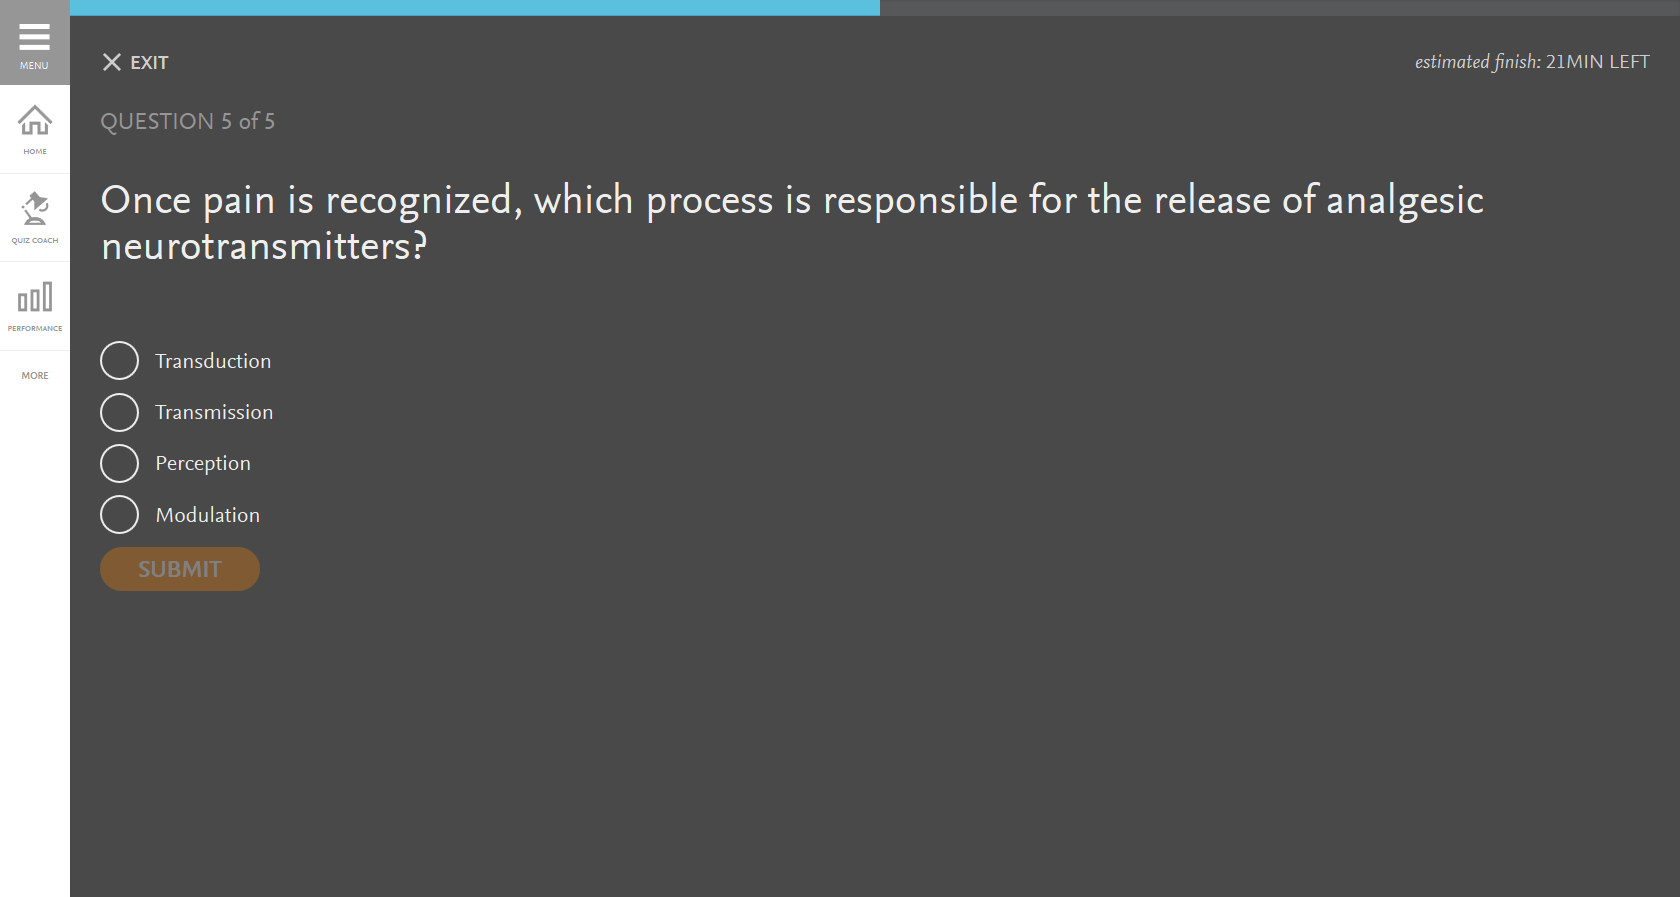 MENU
HOME
QUIZ COACH
PERFORMANCE
MORE
EXIT
estimated finish: 21MIN LEFT
QUESTION 5 of 5
Once pain is recognized, which process is responsible for the release of analgesic
neurotransmitters?
Transduction
Transmission
Perception
Modulation
SUBMIT